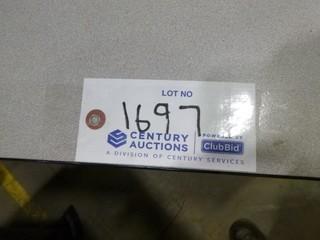 LOT NO
1697
CENTURY
AUCTIONS
A DIVISION OF CENTURY SERVICES
POWERED BY
ClubBid